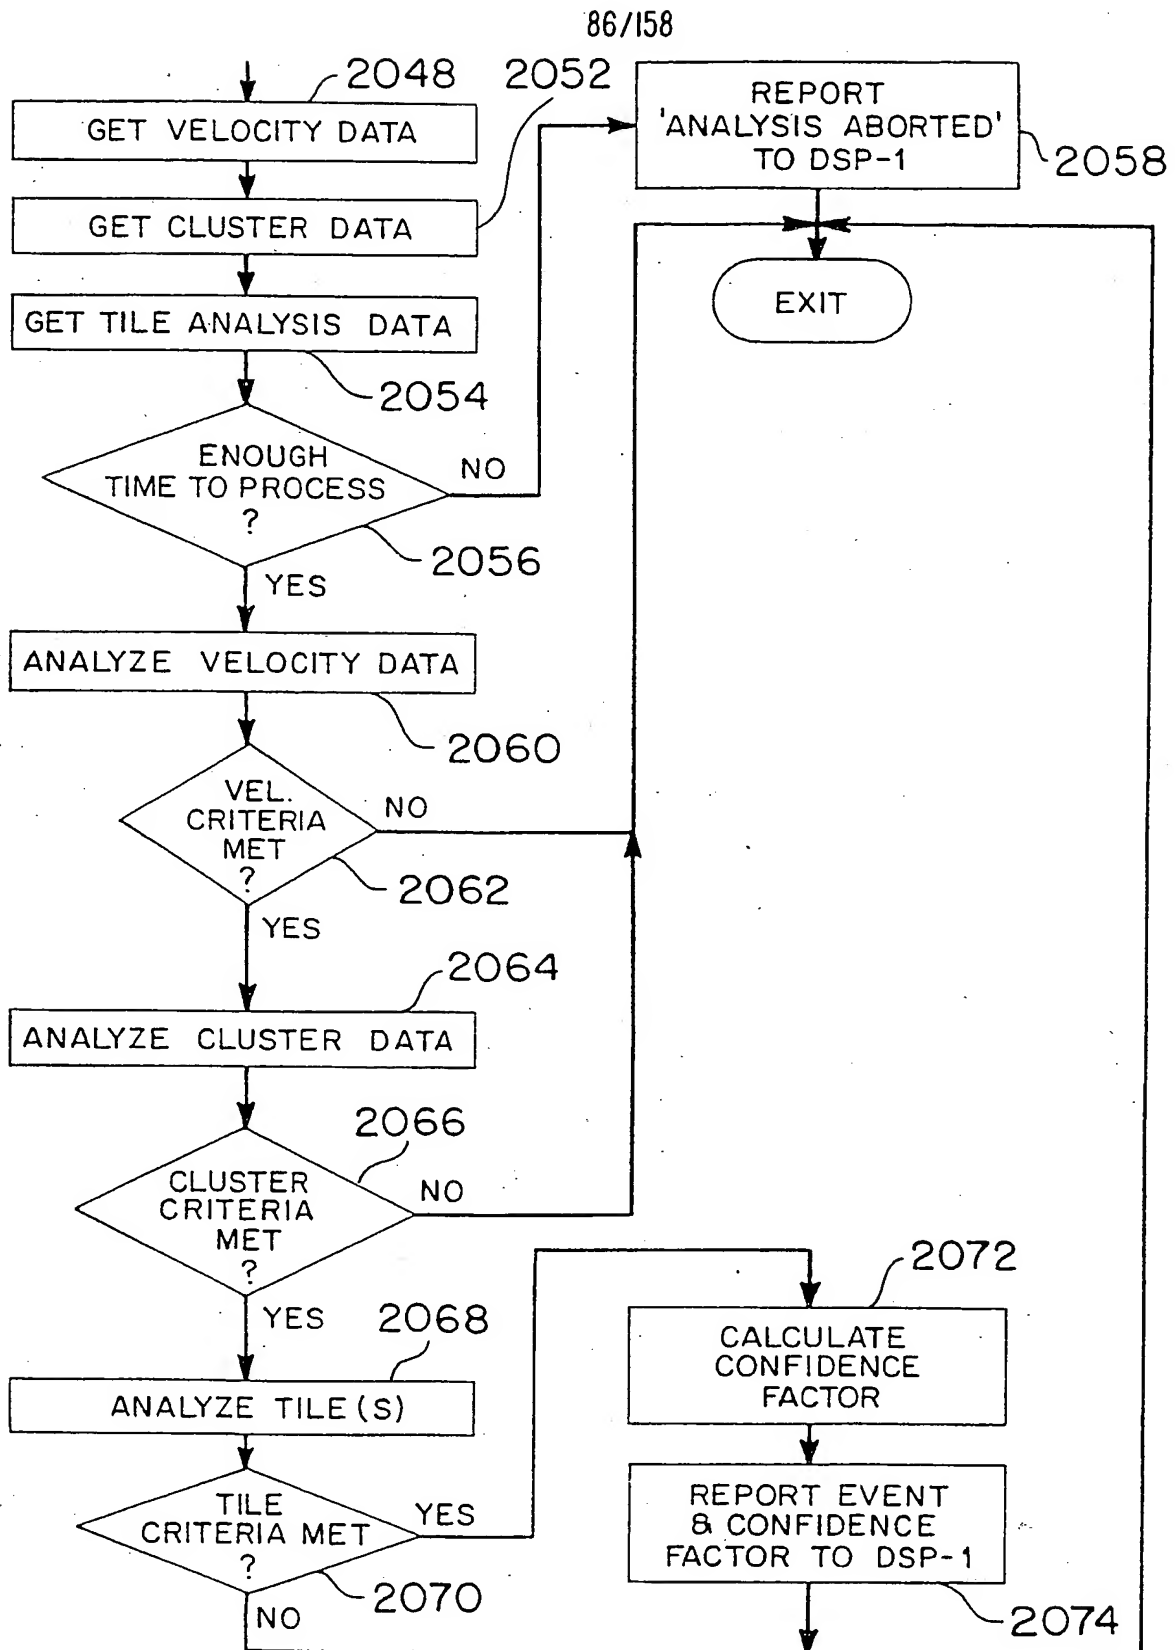 86/158
2048
GET VELOCITY DATA
2052
GET CLUSTER DATA
GET TILE ANALYSIS DATA
2054
REPORT
'ANALYSIS ABORTED'
TO DSP-1
2058
EXIT
ENOUGH
TIME TO PROCESS
?
NO
2056
YES
ANALYZE VELOCITY DATA
2060
VEL.
CRITERIA
MET
?
NO
2062
YES
2064
ANALYZE CLUSTER DATA
2066
CLUSTER
CRITERIA
MET
?
NO
YES
2068
ANALYZE TILE(S)
TILE
CRITERIA MET
?
YES
2070
NO
2072
CALCULATE
CONFIDENCE
FACTOR
REPORT EVENT
& CONFIDENCE
FACTOR TO DSP-1
2074